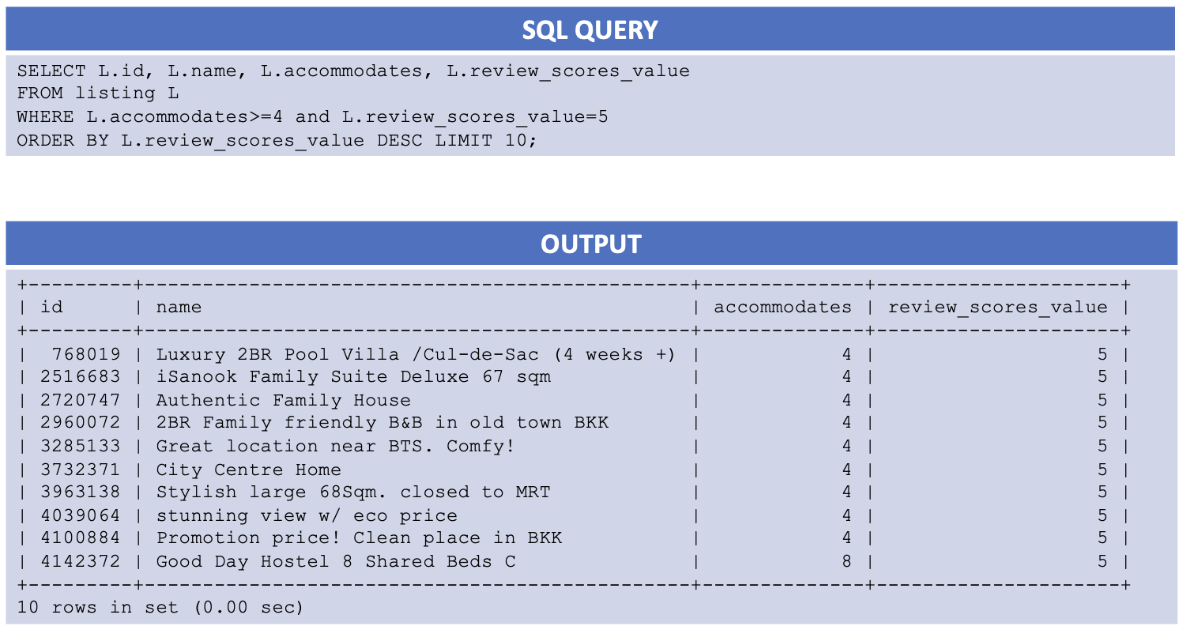 SQL QUERY
SELECT L.id, L.name, L.accommodates, L.review_scores_value
FROM listing L
WHERE L.accommodates>=4 and L.review_scores_value=5
ORDER BY L.review_scores_value DESC LIMIT 10;
OUTPUT
+---------+-----------------------------------------------+--------------+---------------------+
| id      | name                                          | accommodates | review_scores_value |
+---------+-----------------------------------------------+--------------+---------------------+
|  768019 | Luxury 2BR Pool Villa /Cul-de-Sac (4 weeks +) |            4 |                   5 |
| 2516683 | iSanook Family Suite Deluxe 67 sqm            |            4 |                   5 |
| 2720747 | Authentic Family House                        |            4 |                   5 |
| 2960072 | 2BR Family friendly B&B in old town BKK       |            4 |                   5 |
| 3285133 | Great location near BTS. Comfy!               |            4 |                   5 |
| 3732371 | City Centre Home                              |            4 |                   5 |
| 3963138 | Stylish large 68Sqm. closed to MRT            |            4 |                   5 |
| 4039064 | stunning view w/ eco price                    |            4 |                   5 |
| 4100884 | Promotion price! Clean place in BKK           |            4 |                   5 |
| 4142372 | Good Day Hostel 8 Shared Beds C               |            8 |                   5 |
+---------+-----------------------------------------------+--------------+---------------------+
10 rows in set (0.00 sec)